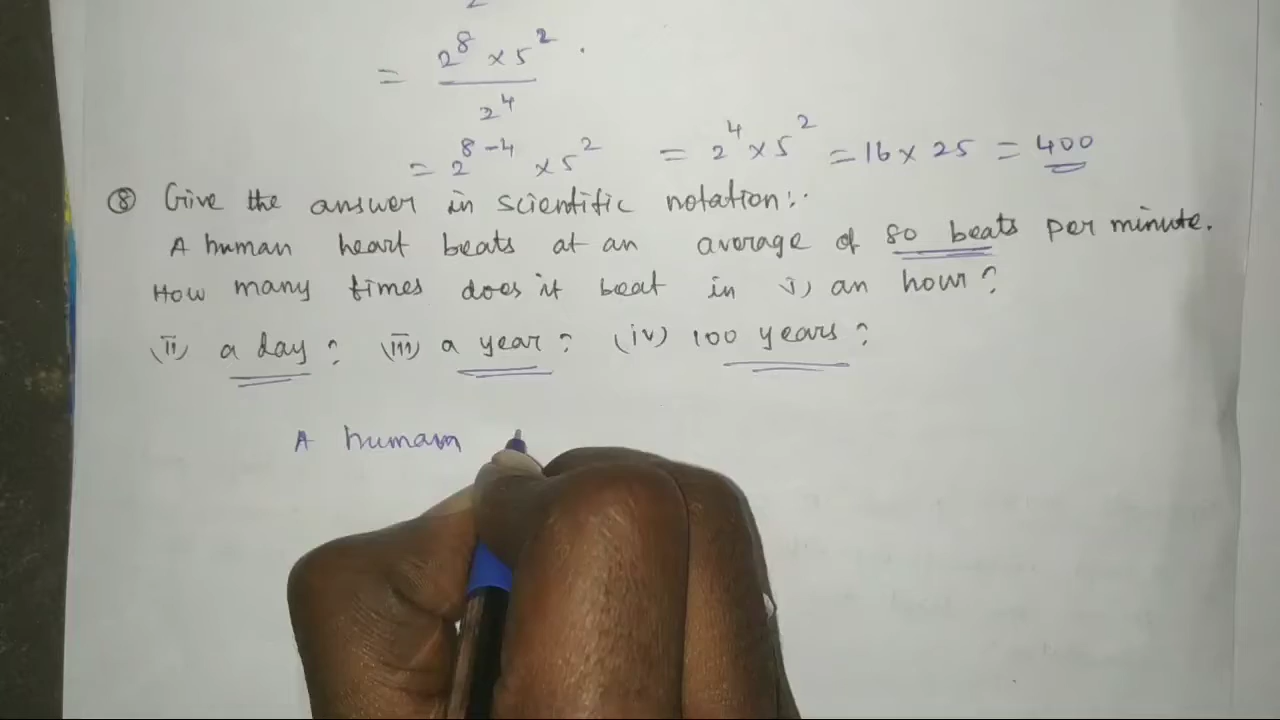 = 2^8 × 5^2 / 2^4 .
= 2^8-4 × 5^2 = 2^4 × 5^2 = 16 × 25 = 400
⑧ Give the answer in scientific notation:.
A human heart beats at an average of 80 beats per minute.
How many times does it beat in i) an hour?
(ii) a day? (iii) a year? (iv) 100 years?
A human